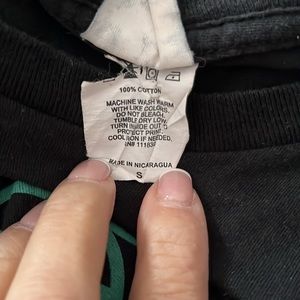 100% COTTON
MACHINE WASH WARM
WITH LIKE COLORS.
DO NOT BLEACH.
TUMBLE DRY LOW.
TURN INSIDE OUT TO
PROTECT PRINT.
COOL IRON IF NEEDED.
MADE IN NICARAGUA
S